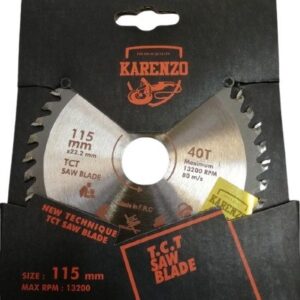 KARENZO
115
mm
x22.2 mm
TCT
SAW BLADE
40T
Maximum
13200 RPM
80 m/s
NEW TECHNIQUE
TCT SAW BLADE
T.C.T
SAW
BLADE
SIZE : 115 mm
MAX RPM : 13200